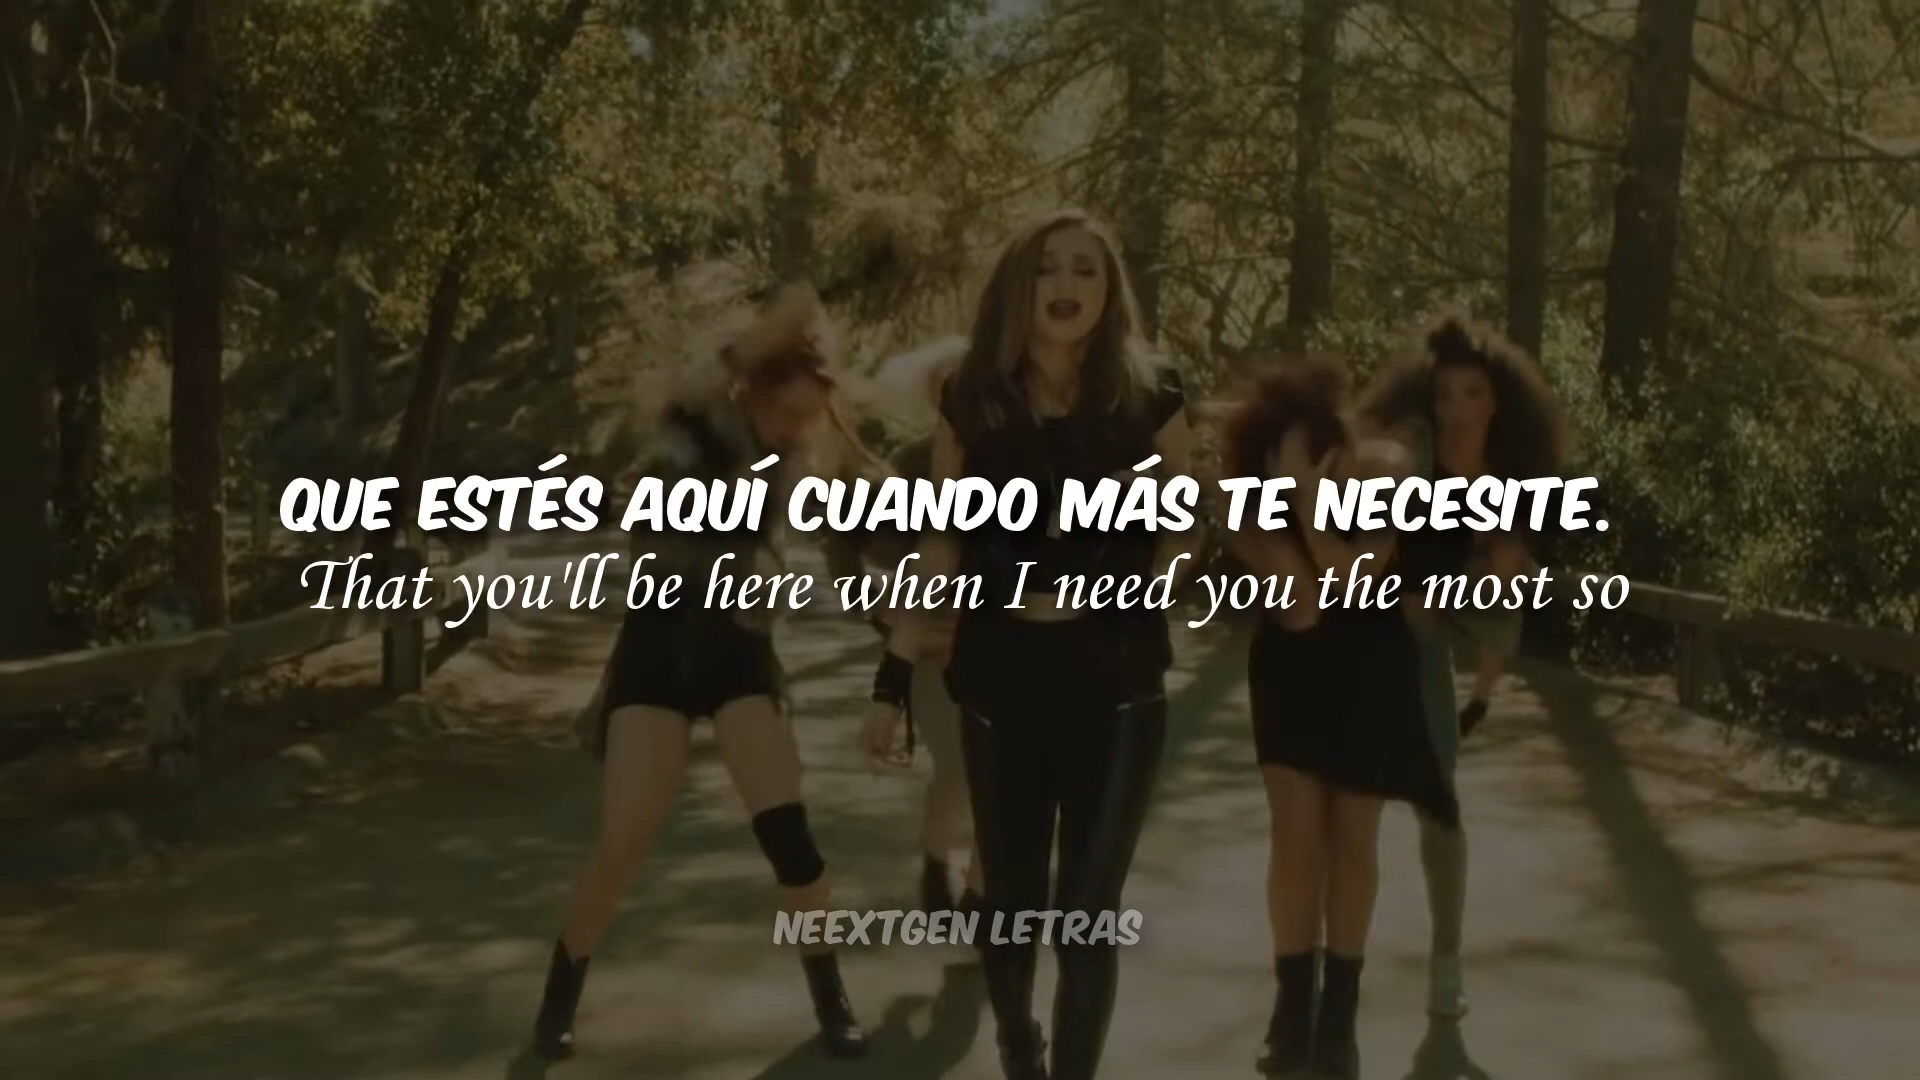 QUE ESTÉS AQUÍ CUANDO MÁS TE NECESITE.
That you'll be here when I need you the most so
NEEXTGEN LETRAS